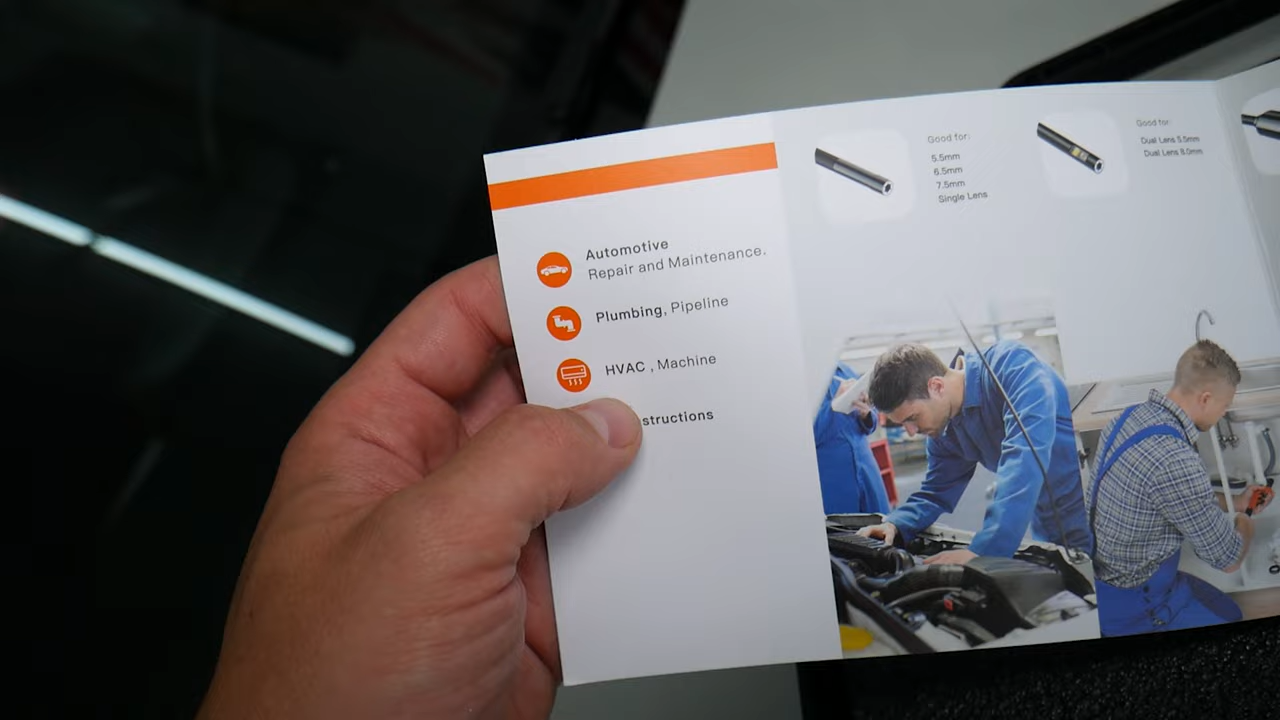 Automotive
Repair and Maintenance.
Plumbing, Pipeline
HVAC , Machine
structions
Good for:
5.5mm
6.5mm
7.5mm
Single Lens
Good for:
Dual Lens 5.5mm
Dual Lens 8.0mm